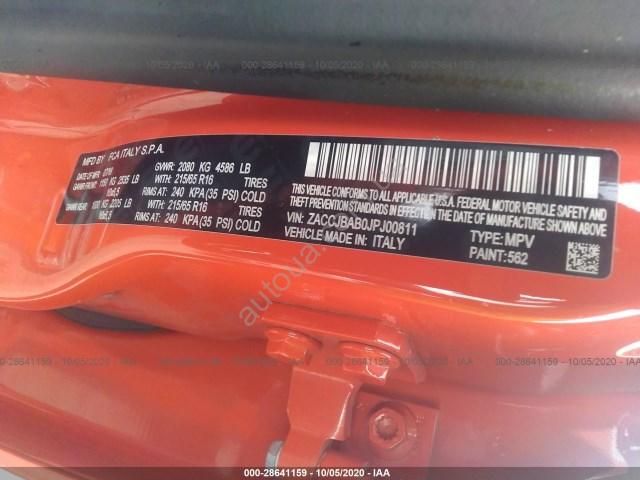 000-28641159 - 10/05/2020 - IAA
MFD BY FCA ITALY S.P.A.
GVWR: 2080 KG 4586 LB
LB WITH: 215/65 R16 TIRES
RIMS AT: 240 KPA(35 PSI) COLD
LB WITH: 215/65 R16 TIRES
RIMS AT: 240 KPA(35 PSI) COLD
THIS VEHICLE CONFORMS TO ALL APPLICABLE
FEDERAL MOTOR VEHICLE SAFETY, BUMPER AND
THEFT PREVENTION STANDARDS IN EFFECT ON
THE DATE OF MANUFACTURE SHOWN ABOVE
VIN: ZACCJBAB0JPJ00811 TYPE: MPV
VEHICLE MADE IN: ITALY PAINT: 562
autoua.
000-28641159 - 10/05/2020 - IAA